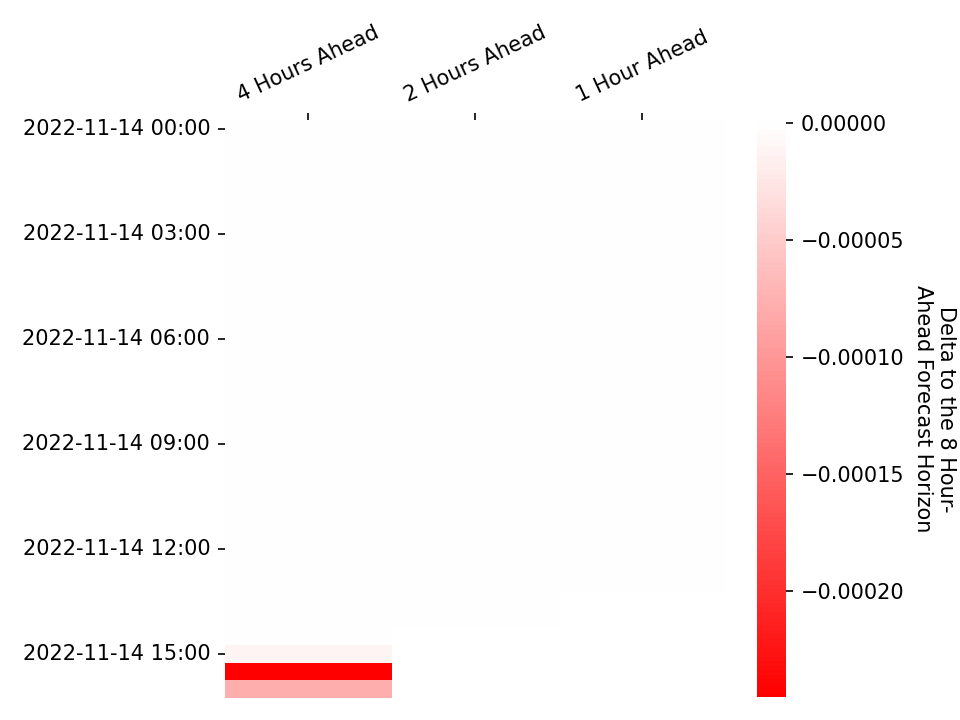 4 Hours Ahead
2 Hours Ahead
1 Hour Ahead
2022-11-14 00:00
2022-11-14 03:00
2022-11-14 06:00
2022-11-14 09:00
2022-11-14 12:00
2022-11-14 15:00
0.00000
−0.00005
−0.00010
−0.00015
−0.00020
Delta to the 8 Hour-
Ahead Forecast Horizon